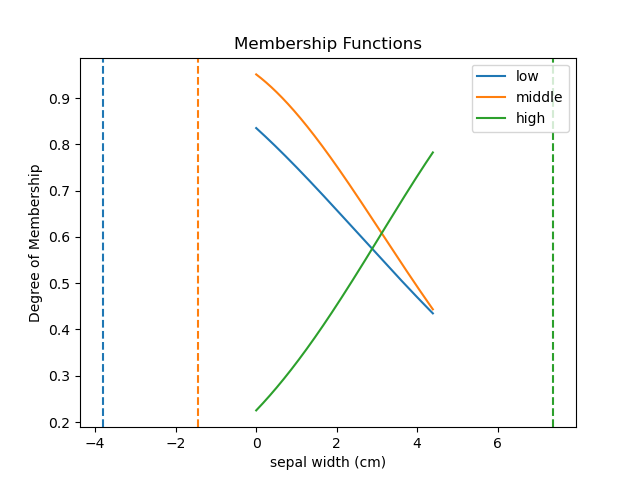 Membership Functions
low
middle
high
Degree of Membership
0.9
0.8
0.7
0.6
0.5
0.4
0.3
0.2
−4
−2
0
2
4
6
sepal width (cm)